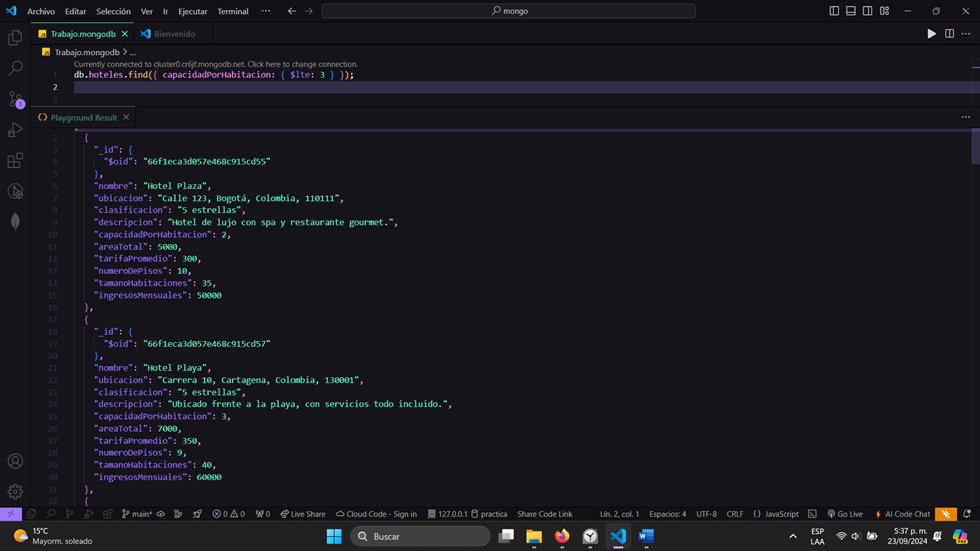 Archivo Editar Selección Ver Ir Ejecutar Terminal ··· mongo
Trabajo.mongodb Bienvenido
Trabajo.mongodb > ...
Currently connected to cluster0.cr6jf.mongodb.net. Click here to change connection.
1 db.hoteles.find({ capacidadPorHabitacion: { $lte: 3 } });
2
3
Playground Result
2 {
3 "_id": {
4 "$oid": "66f1eca3d057e468c915cd55"
5 },
6 "nombre": "Hotel Plaza",
7 "ubicacion": "Calle 123, Bogotá, Colombia, 110111",
8 "clasificacion": "5 estrellas",
9 "descripcion": "Hotel de lujo con spa y restaurante gourmet.",
10 "capacidadPorHabitacion": 2,
11 "areaTotal": 5000,
12 "tarifaPromedio": 300,
13 "numeroDePisos": 10,
14 "tamanoHabitaciones": 35,
15 "ingresosMensuales": 50000
16 },
17 {
18 "_id": {
19 "$oid": "66f1eca3d057e468c915cd57"
20 },
21 "nombre": "Hotel Playa",
22 "ubicacion": "Carrera 10, Cartagena, Colombia, 130001",
23 "clasificacion": "5 estrellas",
24 "descripcion": "Ubicado frente a la playa, con servicios todo incluido.",
25 "capacidadPorHabitacion": 3,
26 "areaTotal": 7000,
27 "tarifaPromedio": 350,
28 "numeroDePisos": 9,
29 "tamanoHabitaciones": 40,
30 "ingresosMensuales": 60000
31 },
32 {
main* 0 0 0 Live Share Cloud Code - Sign in 127.0.0.1 practica Share Code Link Lín. 2, col. 1 Espacios: 4 UTF-8 CRLF {} JavaScript Go Live AI Code Chat
15°C
Mayorm. soleado
Buscar
ESP
LAA
5:37 p. m.
23/09/2024